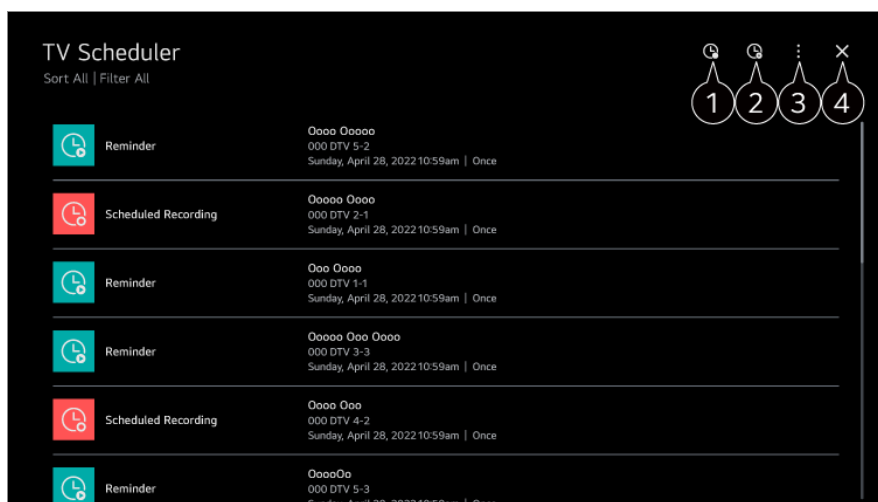 TV Scheduler
Sort All | Filter All
1 2 3 4
Reminder
Oooo Ooooo
000 DTV 5-2
Sunday, April 28, 2022 10:59am | Once
Scheduled Recording
Ooooo Oooo
000 DTV 2-1
Sunday, April 28, 2022 10:59am | Once
Reminder
Ooo Oooo
000 DTV 1-1
Sunday, April 28, 2022 10:59am | Once
Reminder
Ooooo Ooo Oooo
000 DTV 3-3
Sunday, April 28, 2022 10:59am | Once
Scheduled Recording
Oooo Ooo
000 DTV 4-2
Sunday, April 28, 2022 10:59am | Once
Reminder
OoooOo
000 DTV 5-3